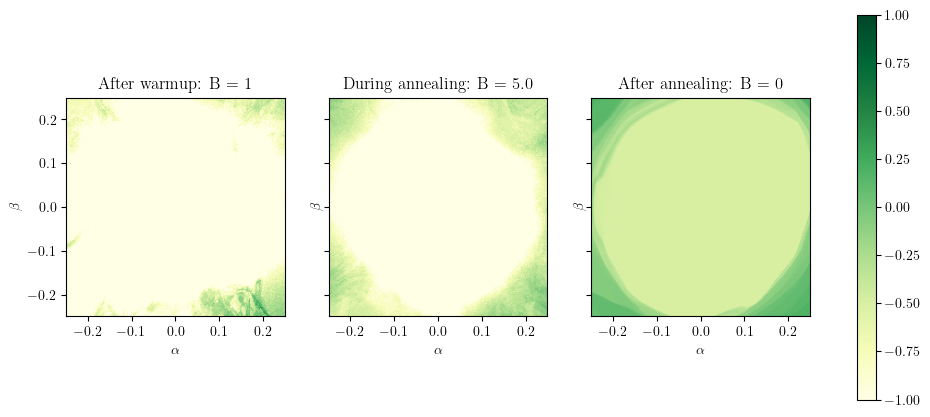 After warmup: B = 1
During annealing: B = 5.0
After annealing: B = 0
0.2
0.1
0.0
−0.1
−0.2
β
β
β
−0.2 −0.1 0.0 0.1 0.2
−0.2 −0.1 0.0 0.1 0.2
−0.2 −0.1 0.0 0.1 0.2
α
α
α
1.00
0.75
0.50
0.25
0.00
−0.25
−0.50
−0.75
−1.00